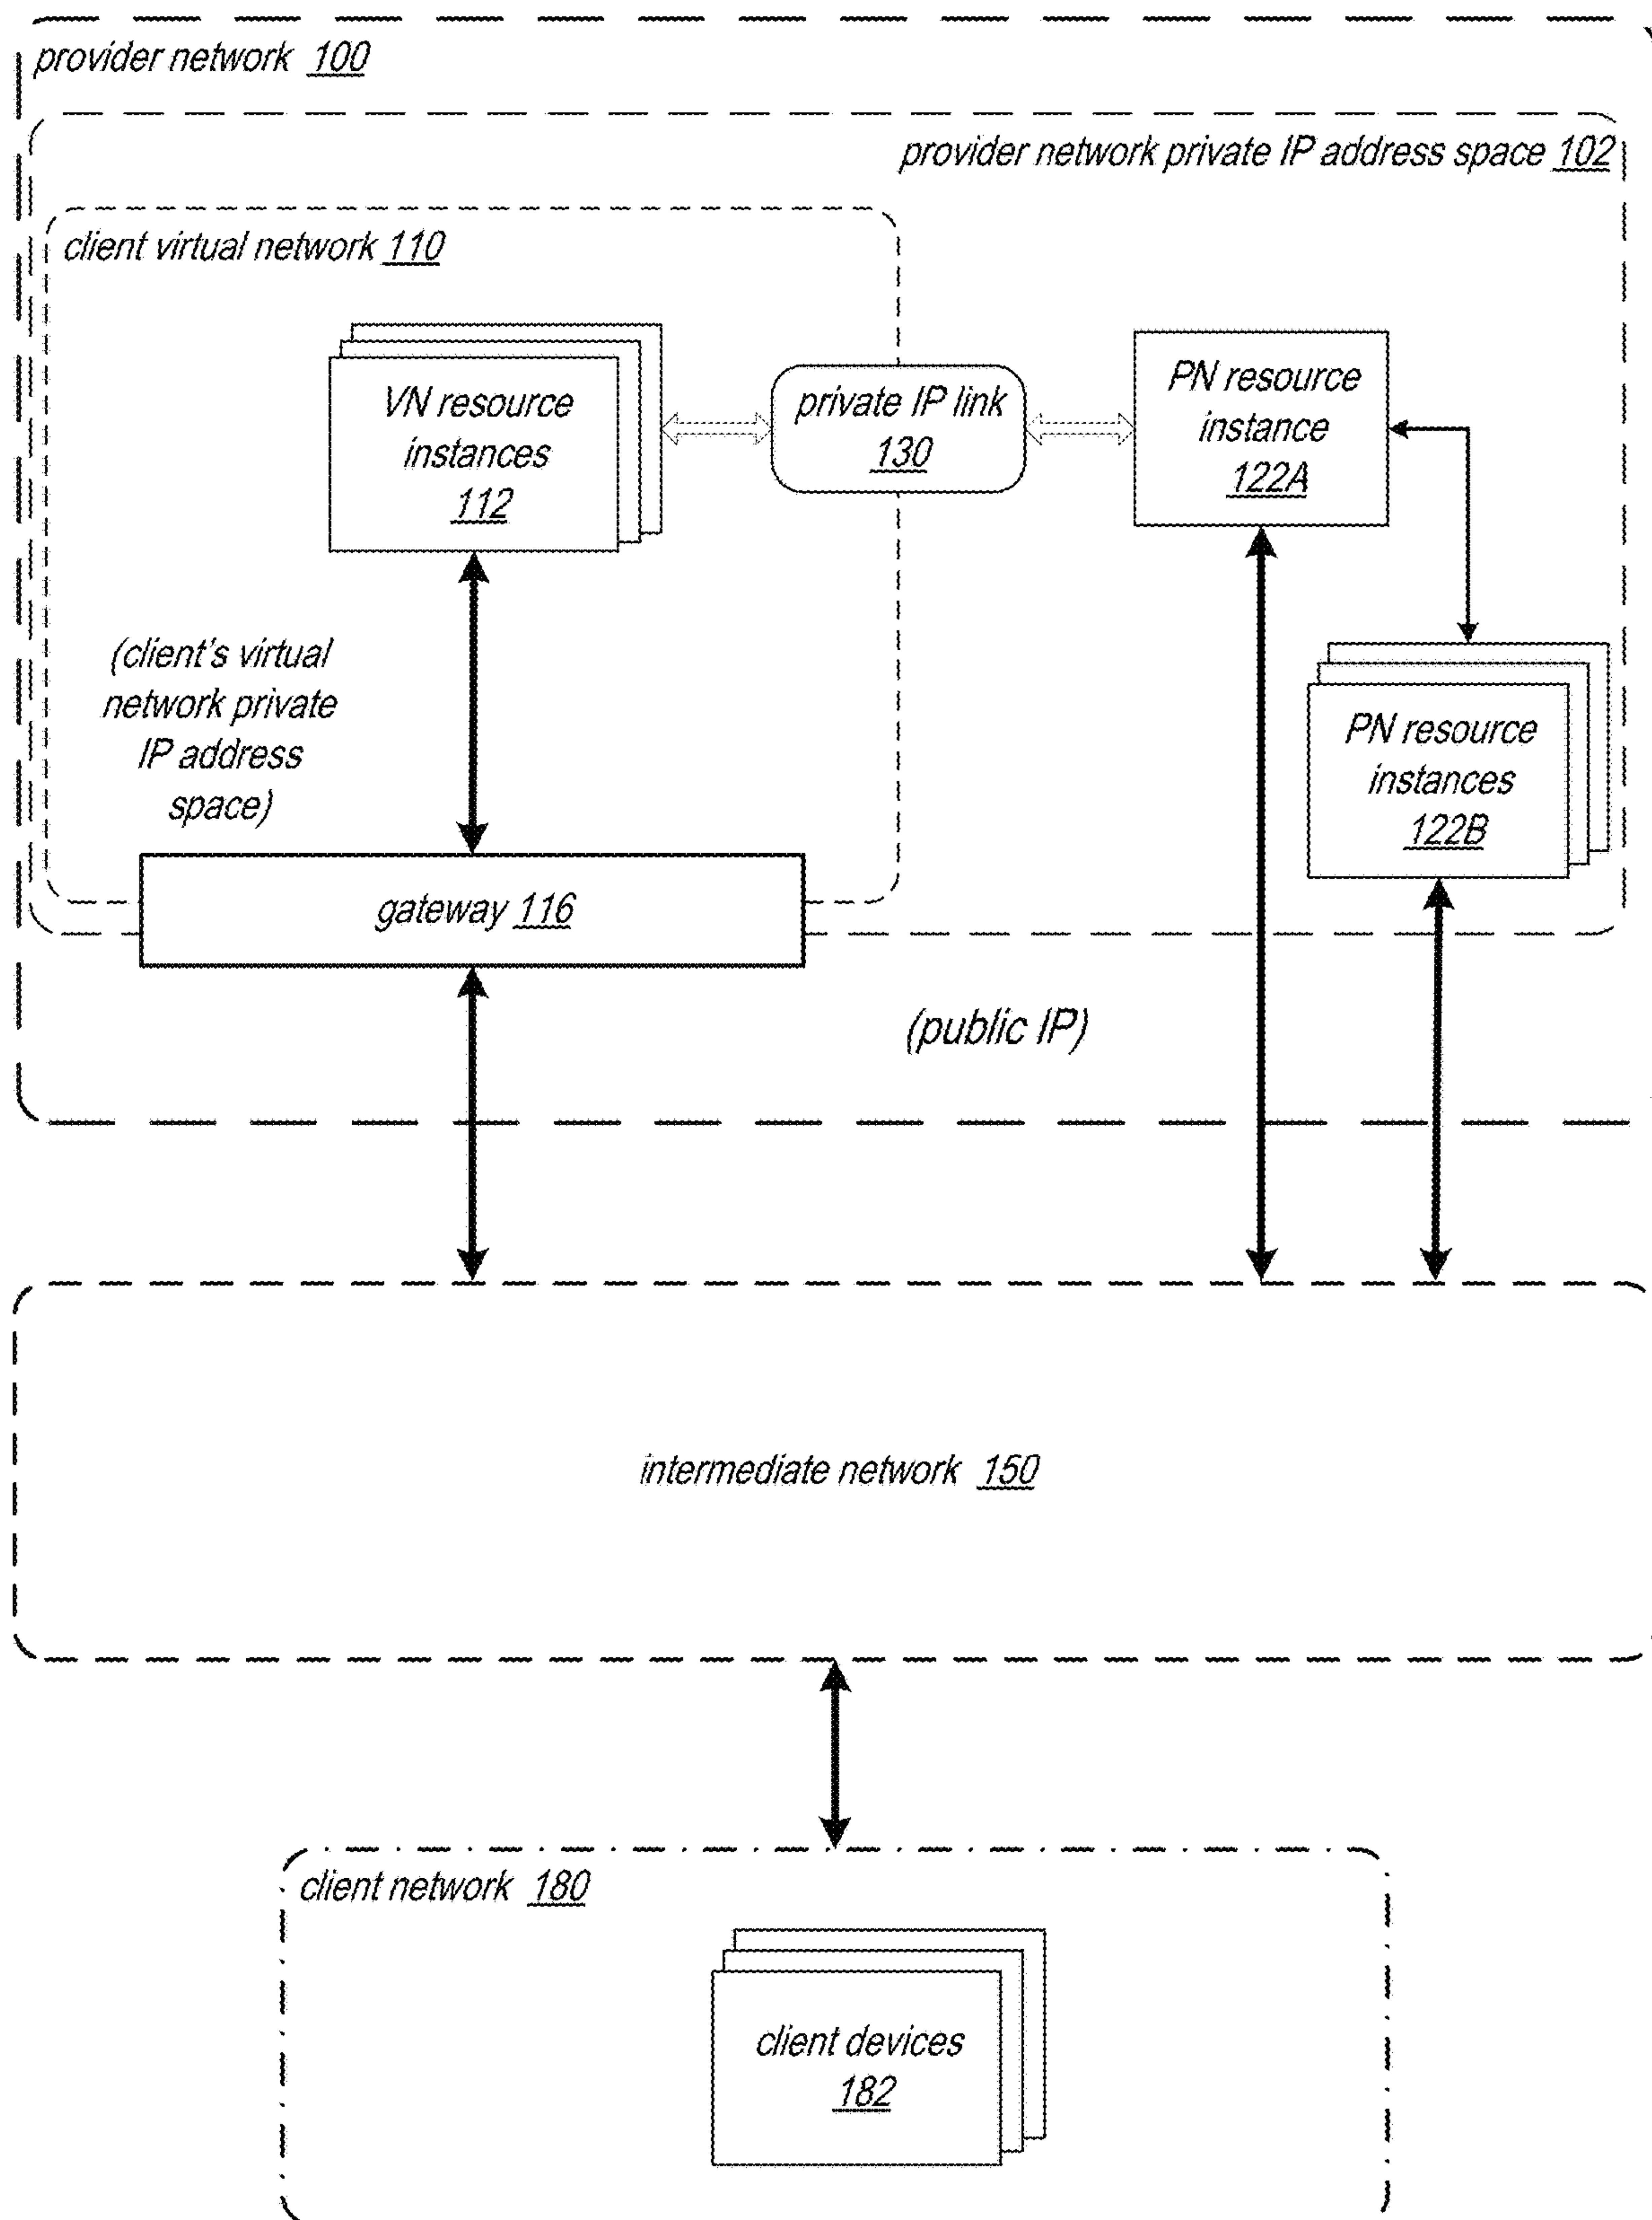 provider network 100
provider network private IP address space 102
client virtual network 110
VN resource
instances
112
private IP link
130
PN resource
instance
122A
(client's virtual
network private
IP address
space)
PN resource
instances
122B
gateway 116
(public IP)
intermediate network 150
client network 180
client devices
182